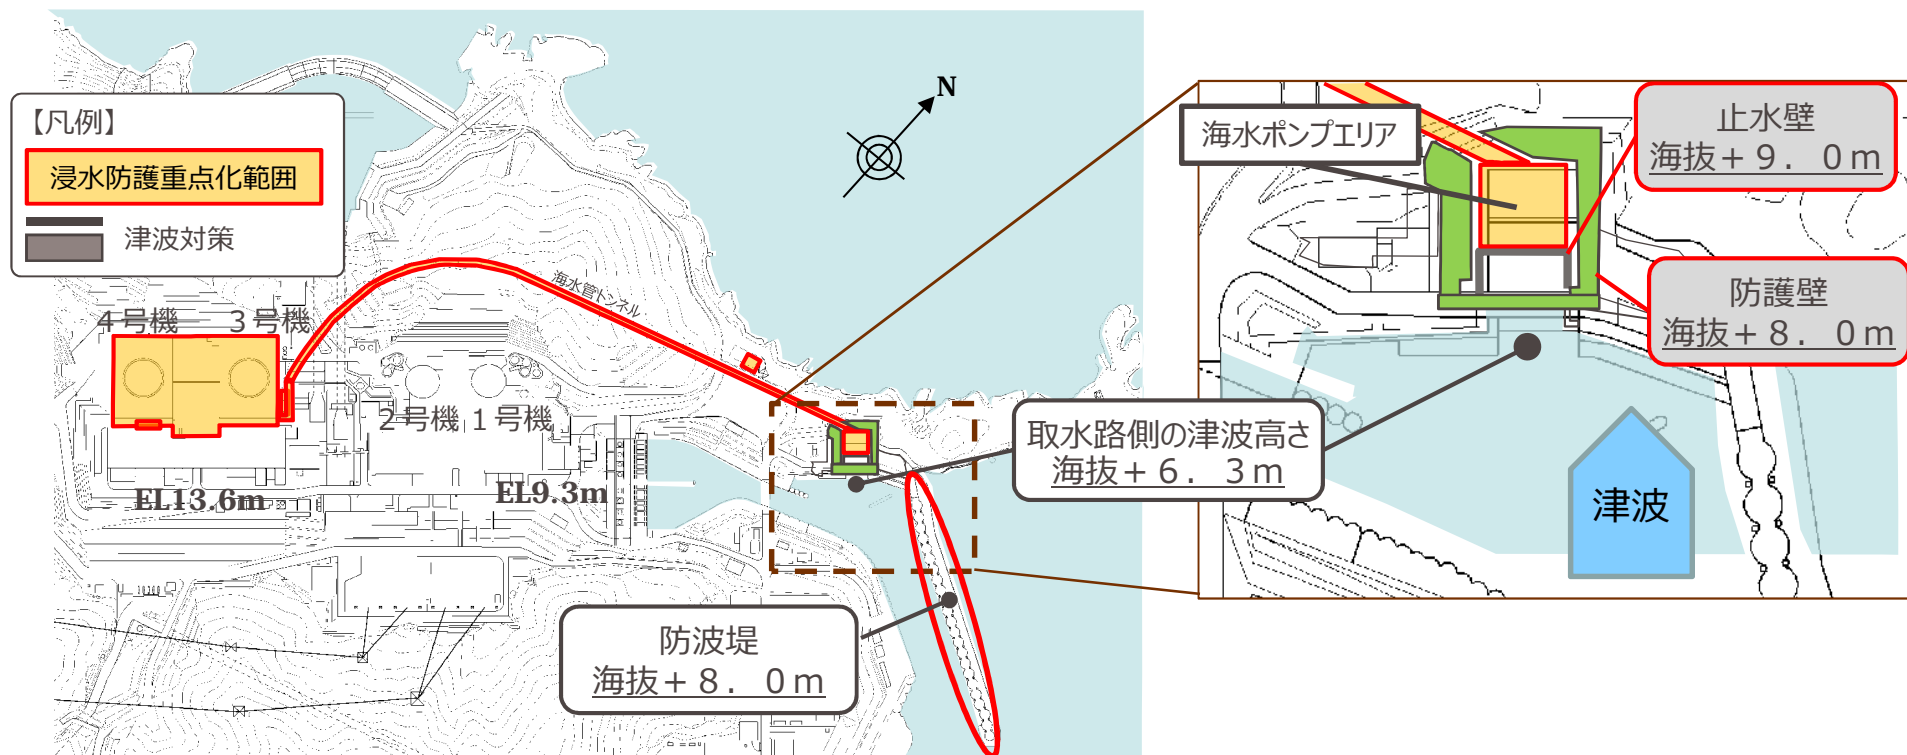 【凡例】
浸水防護重点化範囲
津波対策
N
海水管トンネル
4号機
3号機
2号機
1号機
EL13.6m
EL9.3m
取水路側の津波高さ
海抜+6.3m
防波堤
海抜+8.0m
海水ポンプエリア
止水壁
海抜+9.0m
防護壁
海抜+8.0m
津波